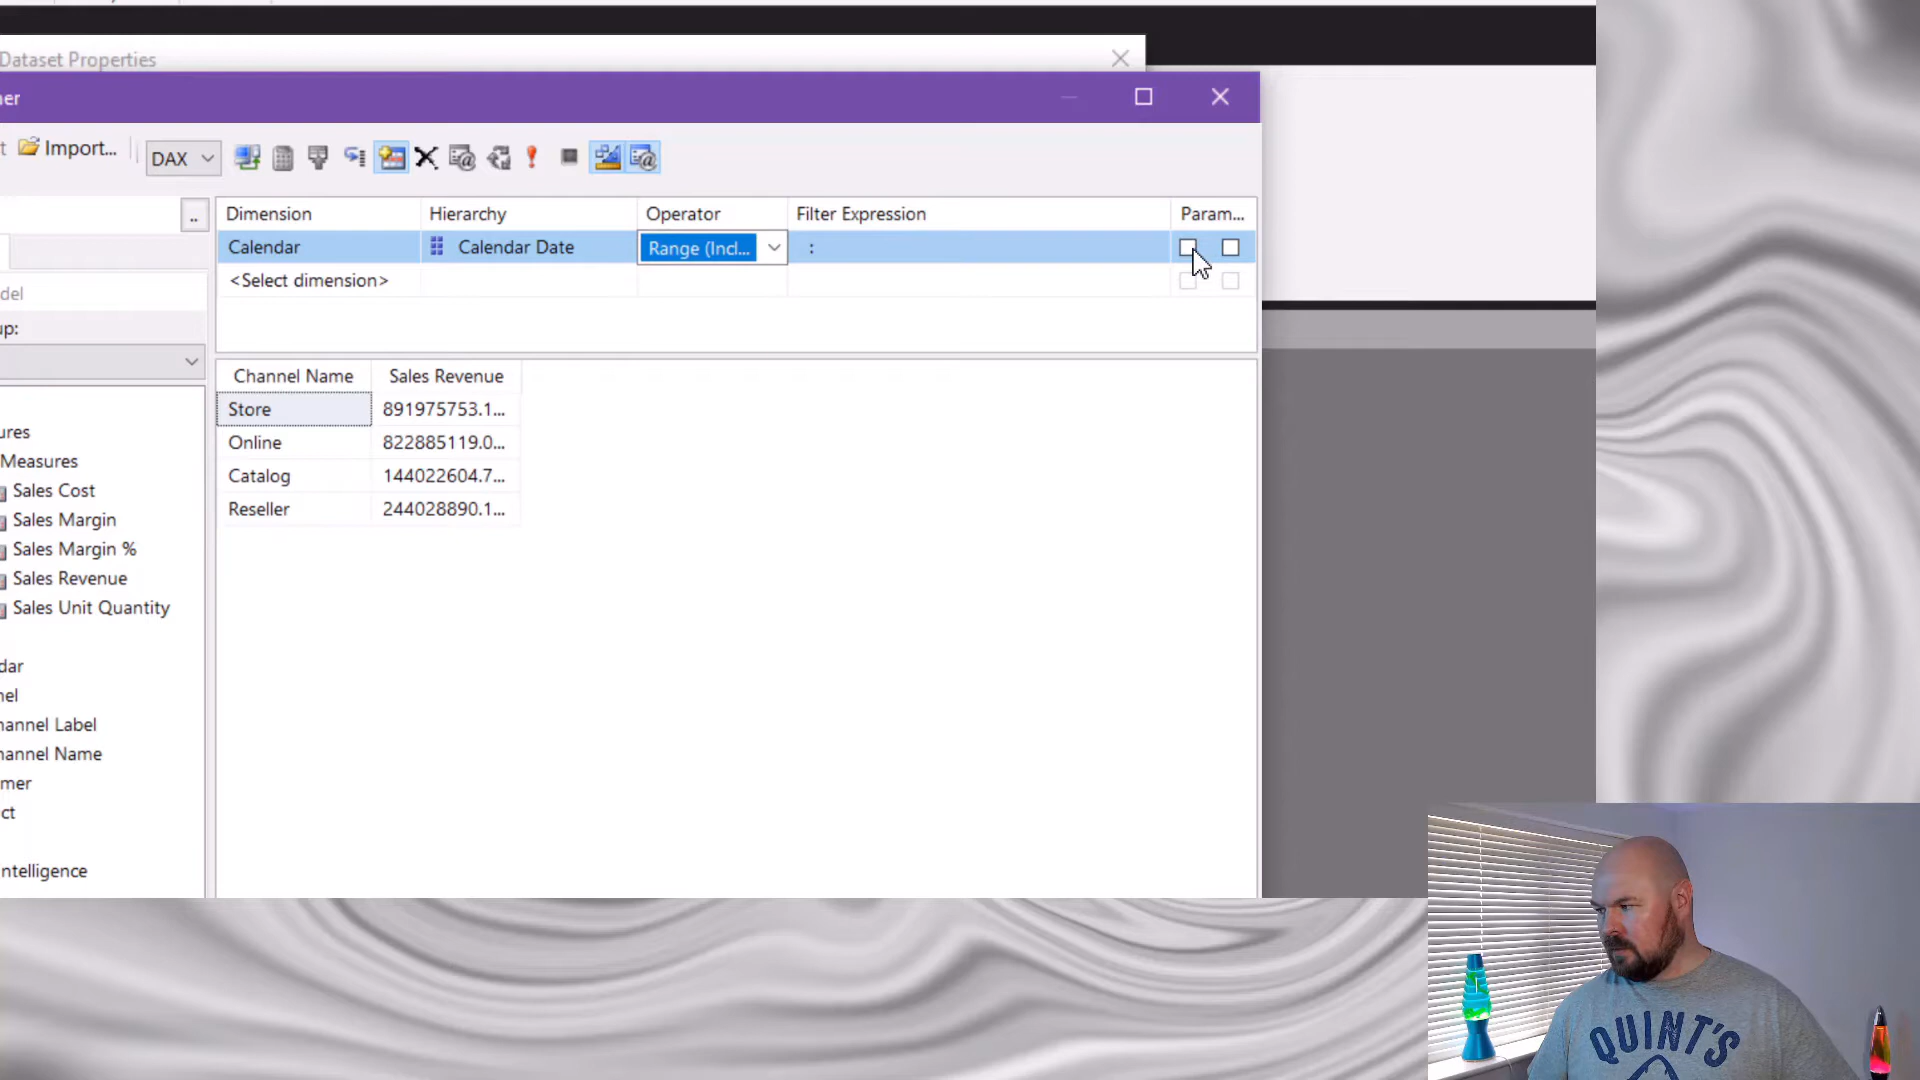 Dataset Properties
ner
t Import... DAX
..
Dimension Hierarchy Operator Filter Expression Param...
Calendar Calendar Date Range (Incl... :
<Select dimension>
del
up:
Channel Name Sales Revenue
Store 891975753.1...
Online 822885119.0...
Catalog 144022604.7...
Reseller 244028890.1...
ures
Measures
Sales Cost
Sales Margin
Sales Margin %
Sales Revenue
Sales Unit Quantity
dar
nel
hannel Label
hannel Name
mer
ct
ntelligence
QUINT'S